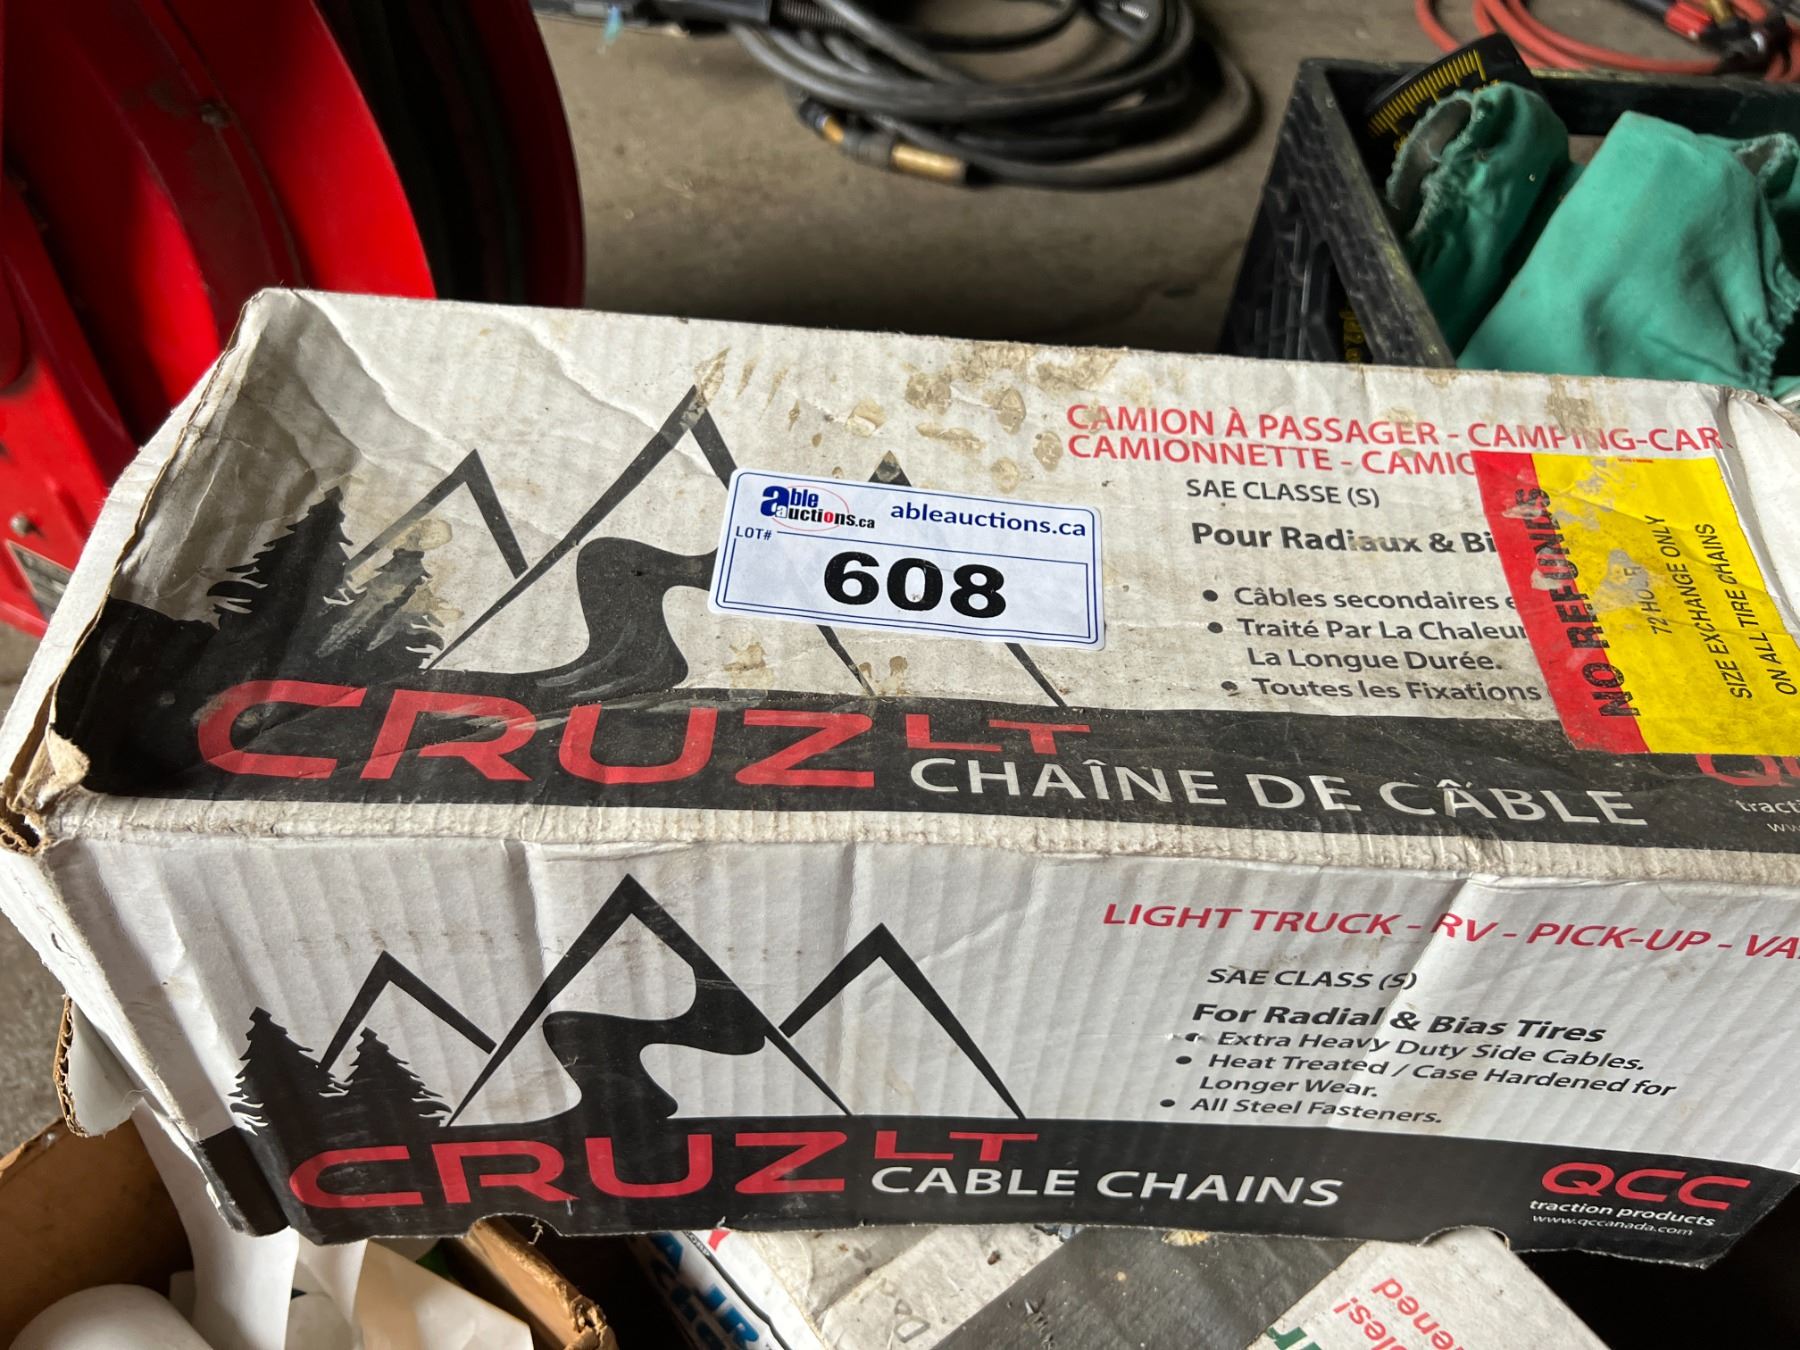 able
auctions.ca
ableauctions.ca
LOT#
608
CAMION À PASSAGER - CAMPING-CAR
CAMIONNETTE - CAMIO
SAE CLASSE (S)
Pour Radiaux & Bi
• Câbles secondaires e
• Traité Par La Chaleur
La Longue Durée.
• Toutes les Fixations
NO REFUNDS
72 HOUR
EXCHANGE ONLY
SIZE EXCHANGE
ON ALL TIRE CHAINS
CRUZ LT
CHAÎNE DE CÂBLE
LIGHT TRUCK - RV - PICK-UP - VA
SAE CLASS (S)
For Radial & Bias Tires
• Extra Heavy Duty Side Cables.
• Heat Treated / Case Hardened for
Longer Wear.
• All Steel Fasteners.
CRUZ LT
CABLE CHAINS
QCC
traction products
www.qccanada.com